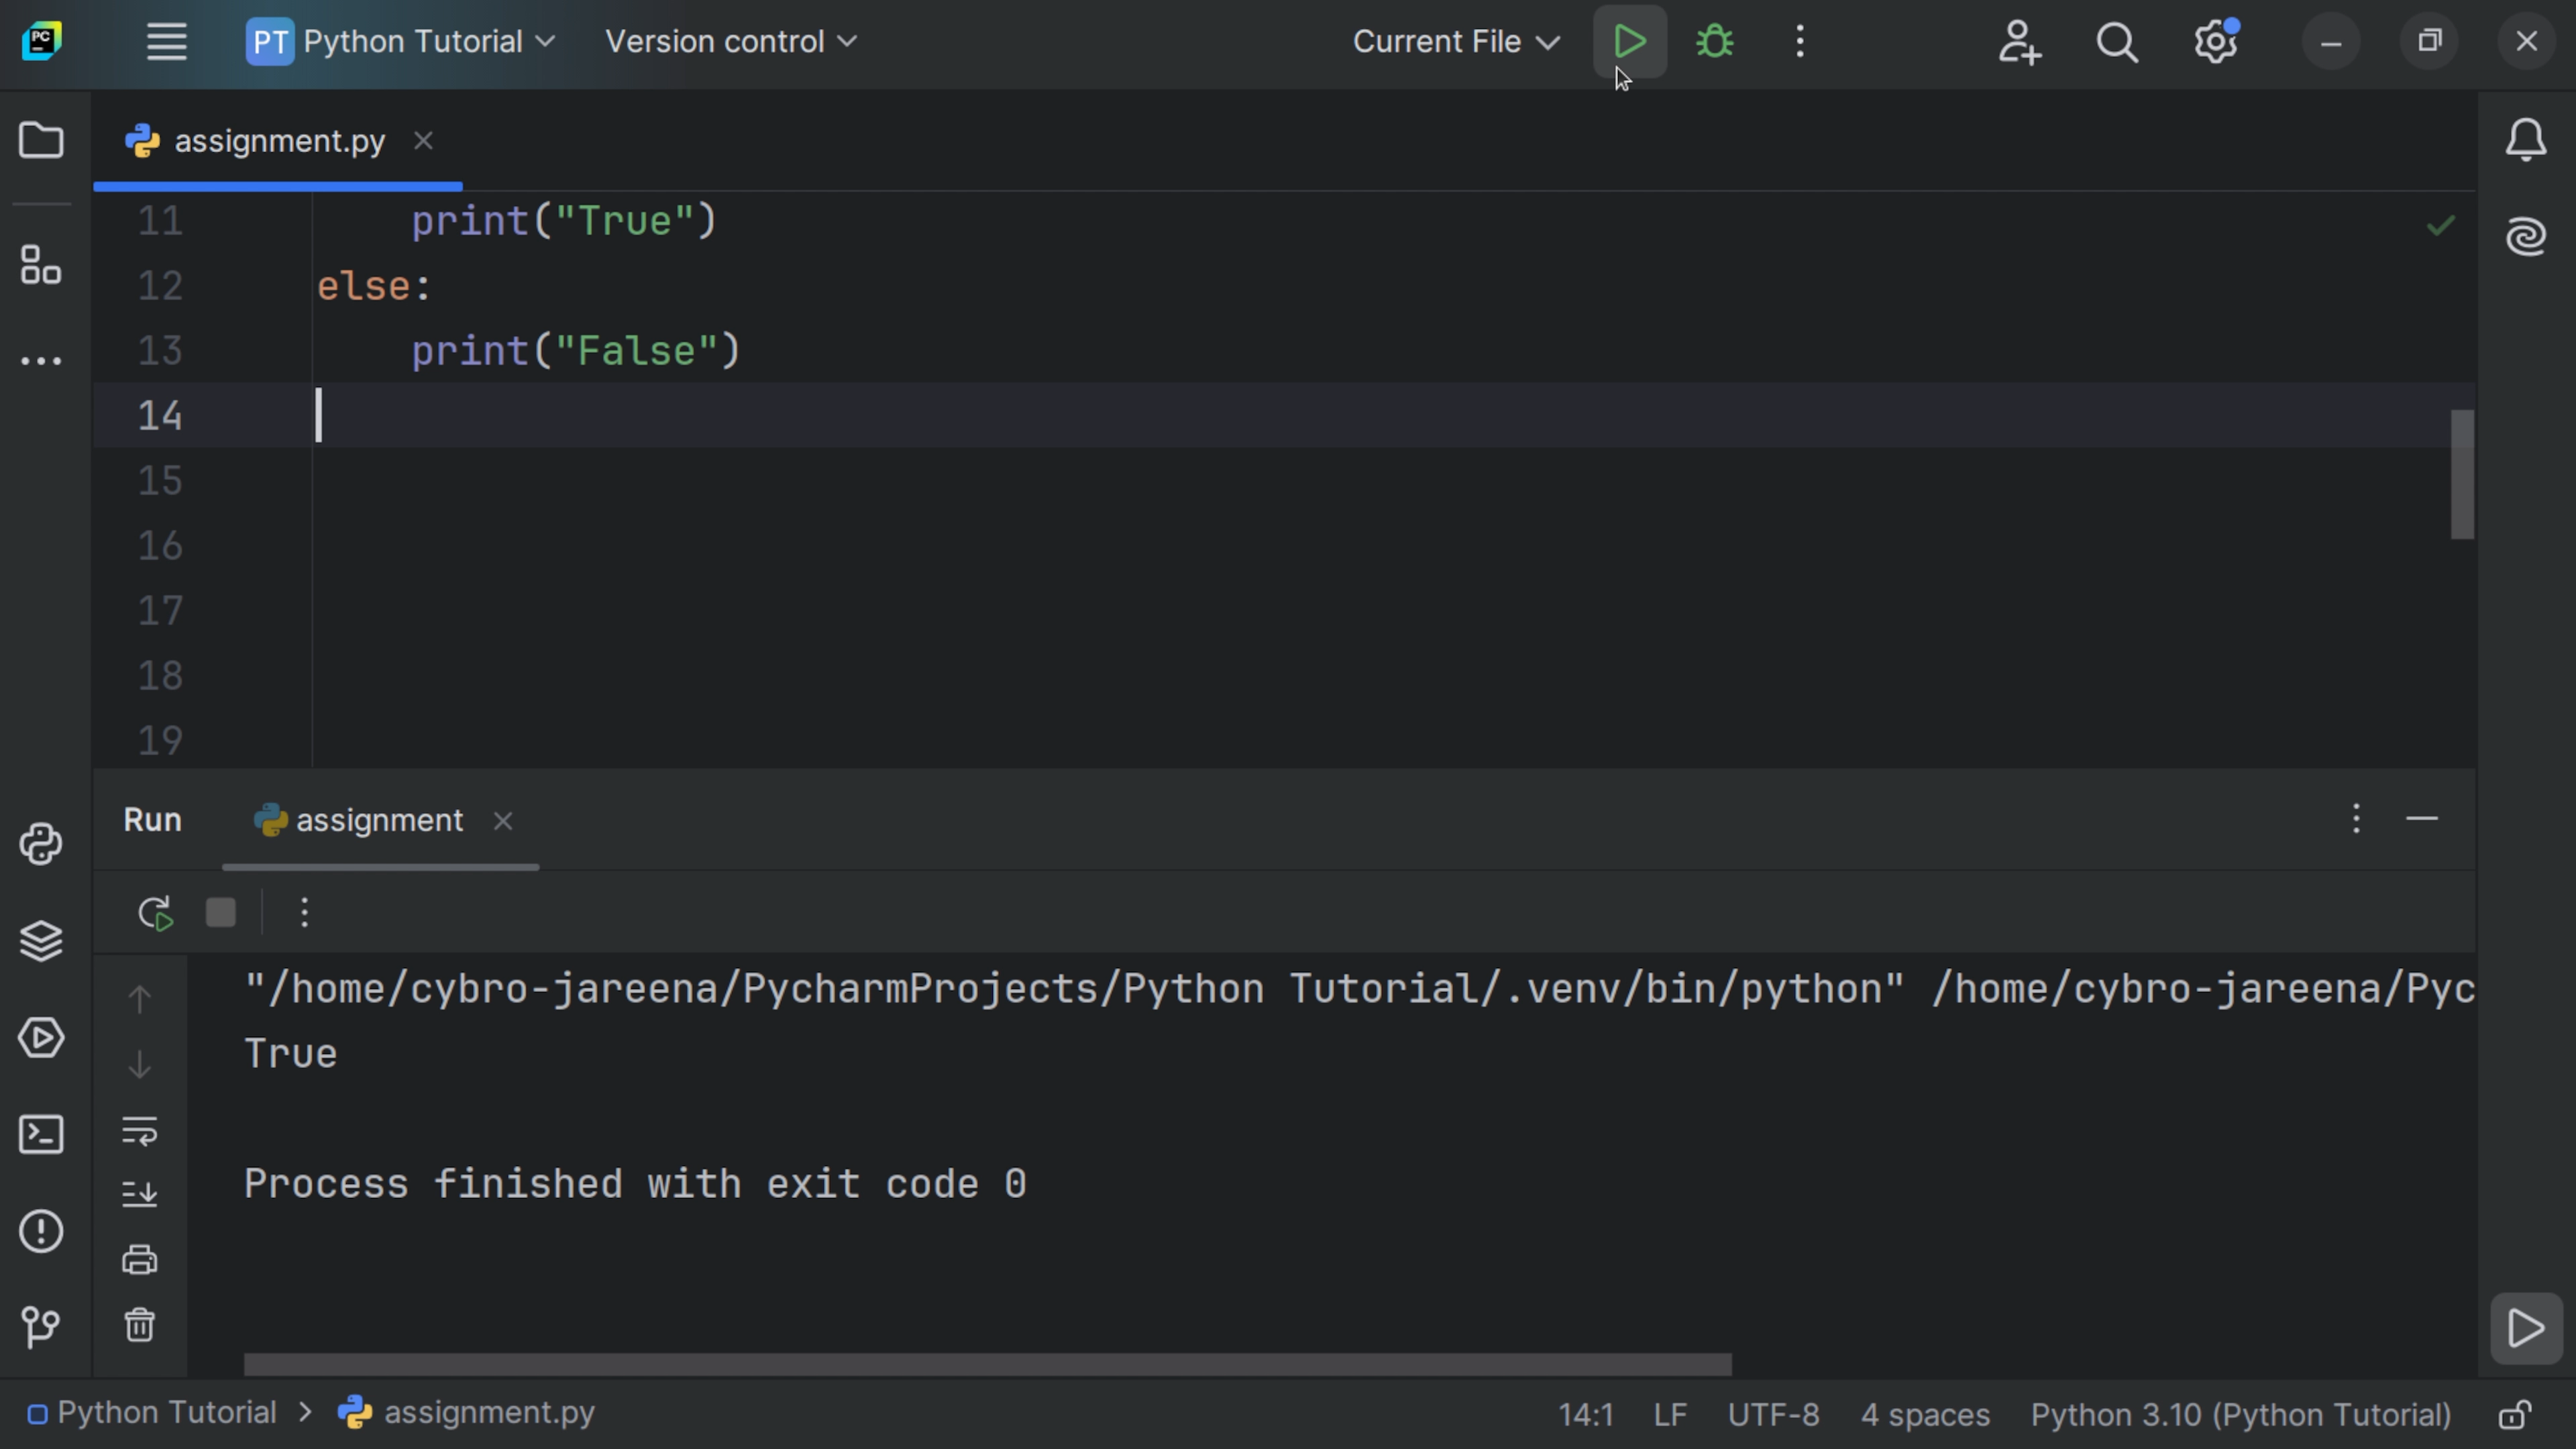 PC
PT Python Tutorial Version control Current File
assignment.py
11 print("True")
12 else:
13 print("False")
14
15
16
17
18
19
Run assignment
"/home/cybro-jareena/PycharmProjects/Python Tutorial/.venv/bin/python" /home/cybro-jareena/Pyc
True
Process finished with exit code 0
Python Tutorial > assignment.py 14:1 LF UTF-8 4 spaces Python 3.10 (Python Tutorial)